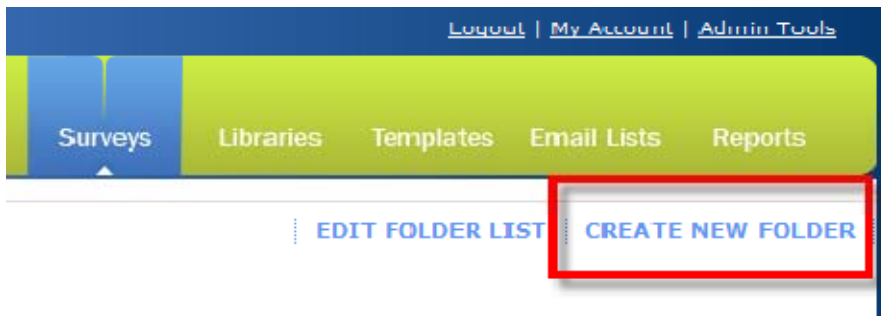 Logout | My Account | Admin Tools
Surveys Libraries Templates Email Lists Reports
EDIT FOLDER LIST CREATE NEW FOLDER